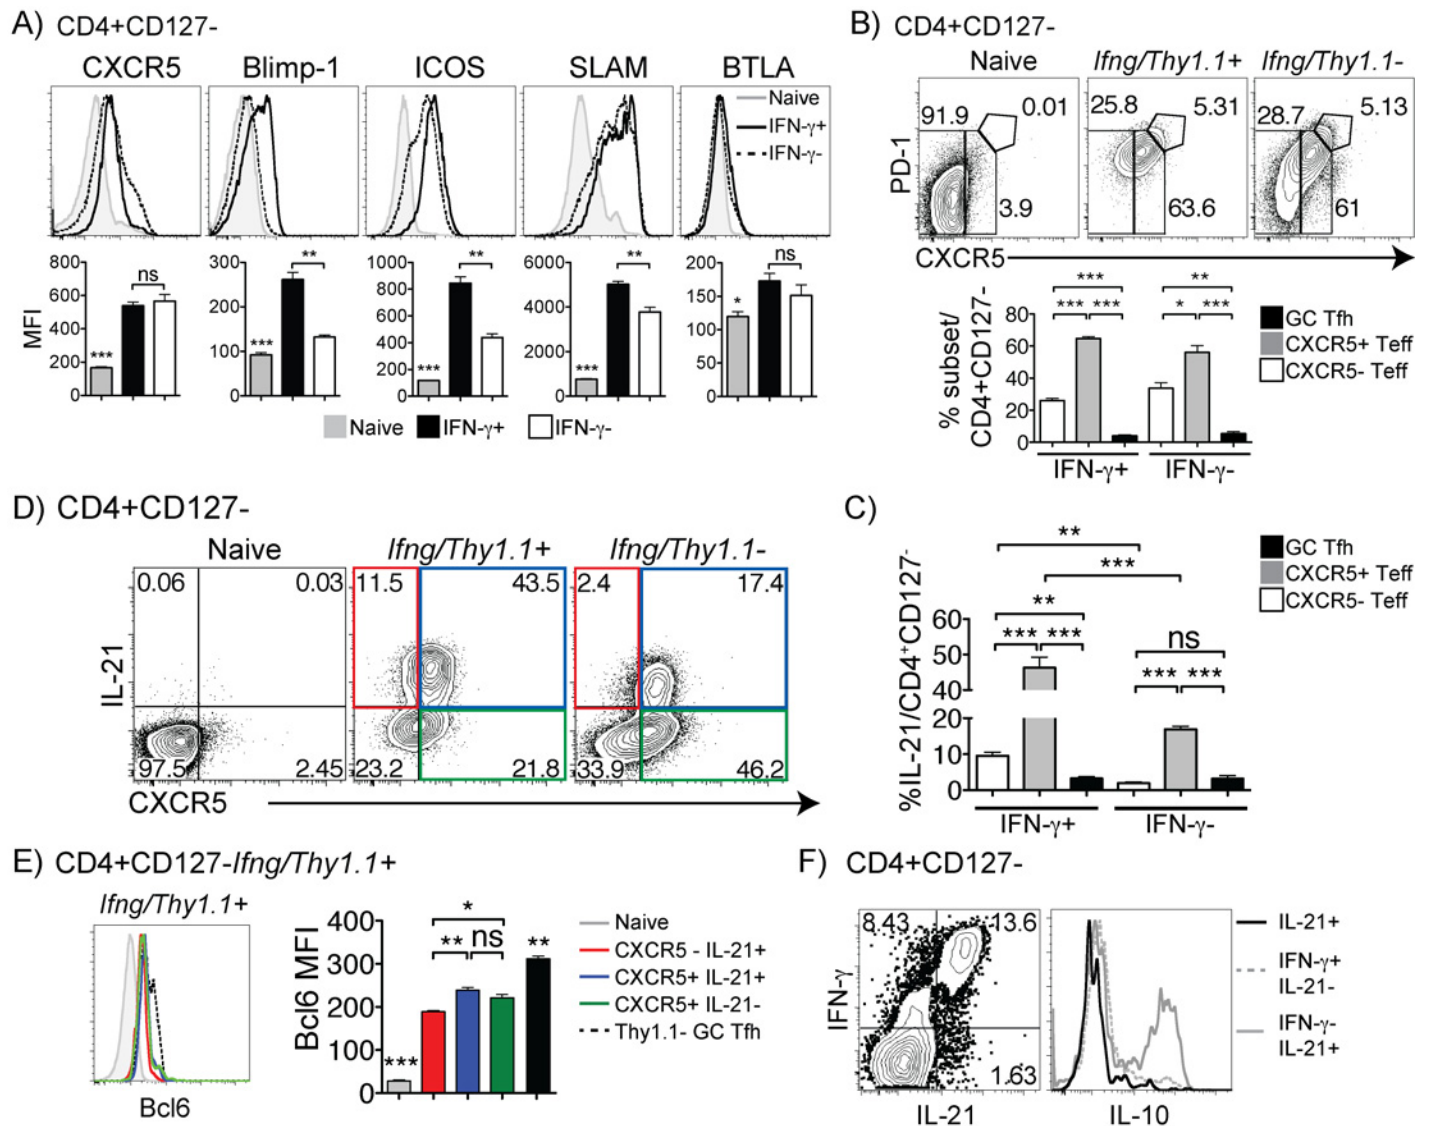 A) CD4+CD127-
CXCR5 Blimp-1 ICOS SLAM BTLA
Naive
IFN-γ+
IFN-γ-
MFI
800 600 400 200 0
*** ns
300 200 100 0
*** **
1000 800 600 400 200 0
*** **
6000 4000 2000 0
*** **
200 150 100 50 0
* ns
Naive IFN-γ+ IFN-γ-
B) CD4+CD127-
Naive Ifng/Thy1.1+ Ifng/Thy1.1-
91.9 0.01 25.8 5.31 28.7 5.13
PD-1
3.9 63.6 61
CXCR5
% subset/
CD4+CD127-
80 60 40 20 0
*** **
*** *** * ***
GC Tfh
CXCR5+ Teff
CXCR5- Teff
IFN-γ+ IFN-γ-
D) CD4+CD127-
Naive Ifng/Thy1.1+ Ifng/Thy1.1-
0.06 0.03 11.5 43.5 2.4 17.4
IL-21
97.5 2.45 23.2 21.8 33.9 46.2
CXCR5
C)
GC Tfh
CXCR5+ Teff
CXCR5- Teff
**
***
** ns
*** *** *** ***
%IL-21/CD4+CD127-
60 50 40 20 10 0
IFN-γ+ IFN-γ-
E) CD4+CD127-Ifng/Thy1.1+
Ifng/Thy1.1+
Bcl6
Bcl6 MFI
400 300 200 100 0
*
** ns **
***
Naive
CXCR5 - IL-21+
CXCR5+ IL-21+
CXCR5+ IL-21-
Thy1.1- GC Tfh
F) CD4+CD127-
8.43 13.6
IFN-γ
1.63
IL-21 IL-10
IL-21+
IFN-γ+
IL-21-
IFN-γ-
IL-21+